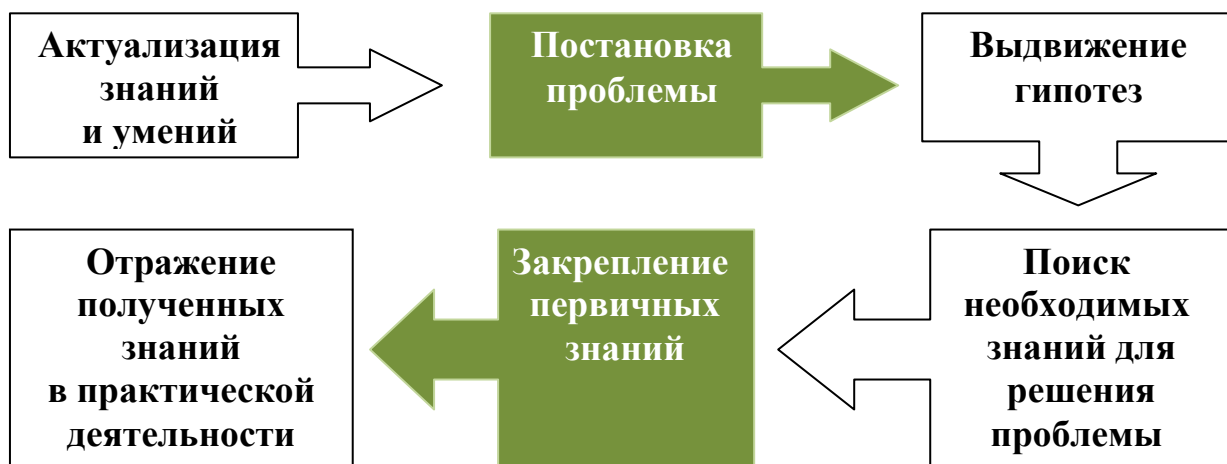 Актуализация
знаний
и умений
Постановка
проблемы
Выдвижение
гипотез
Поиск
необходимых
знаний для
решения
проблемы
Закрепление
первичных
знаний
Отражение
полученных
знаний
в практической
деятельности